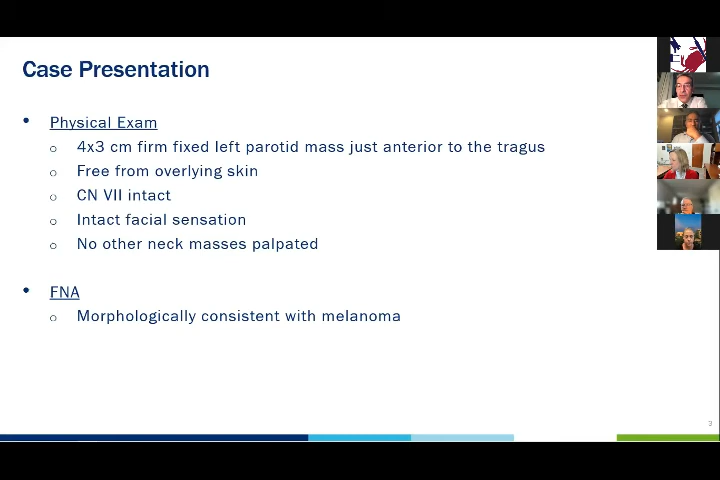 Case Presentation
• Physical Exam
o 4x3 cm firm fixed left parotid mass just anterior to the tragus
o Free from overlying skin
o CN VII intact
o Intact facial sensation
o No other neck masses palpated
• FNA
o Morphologically consistent with melanoma
3